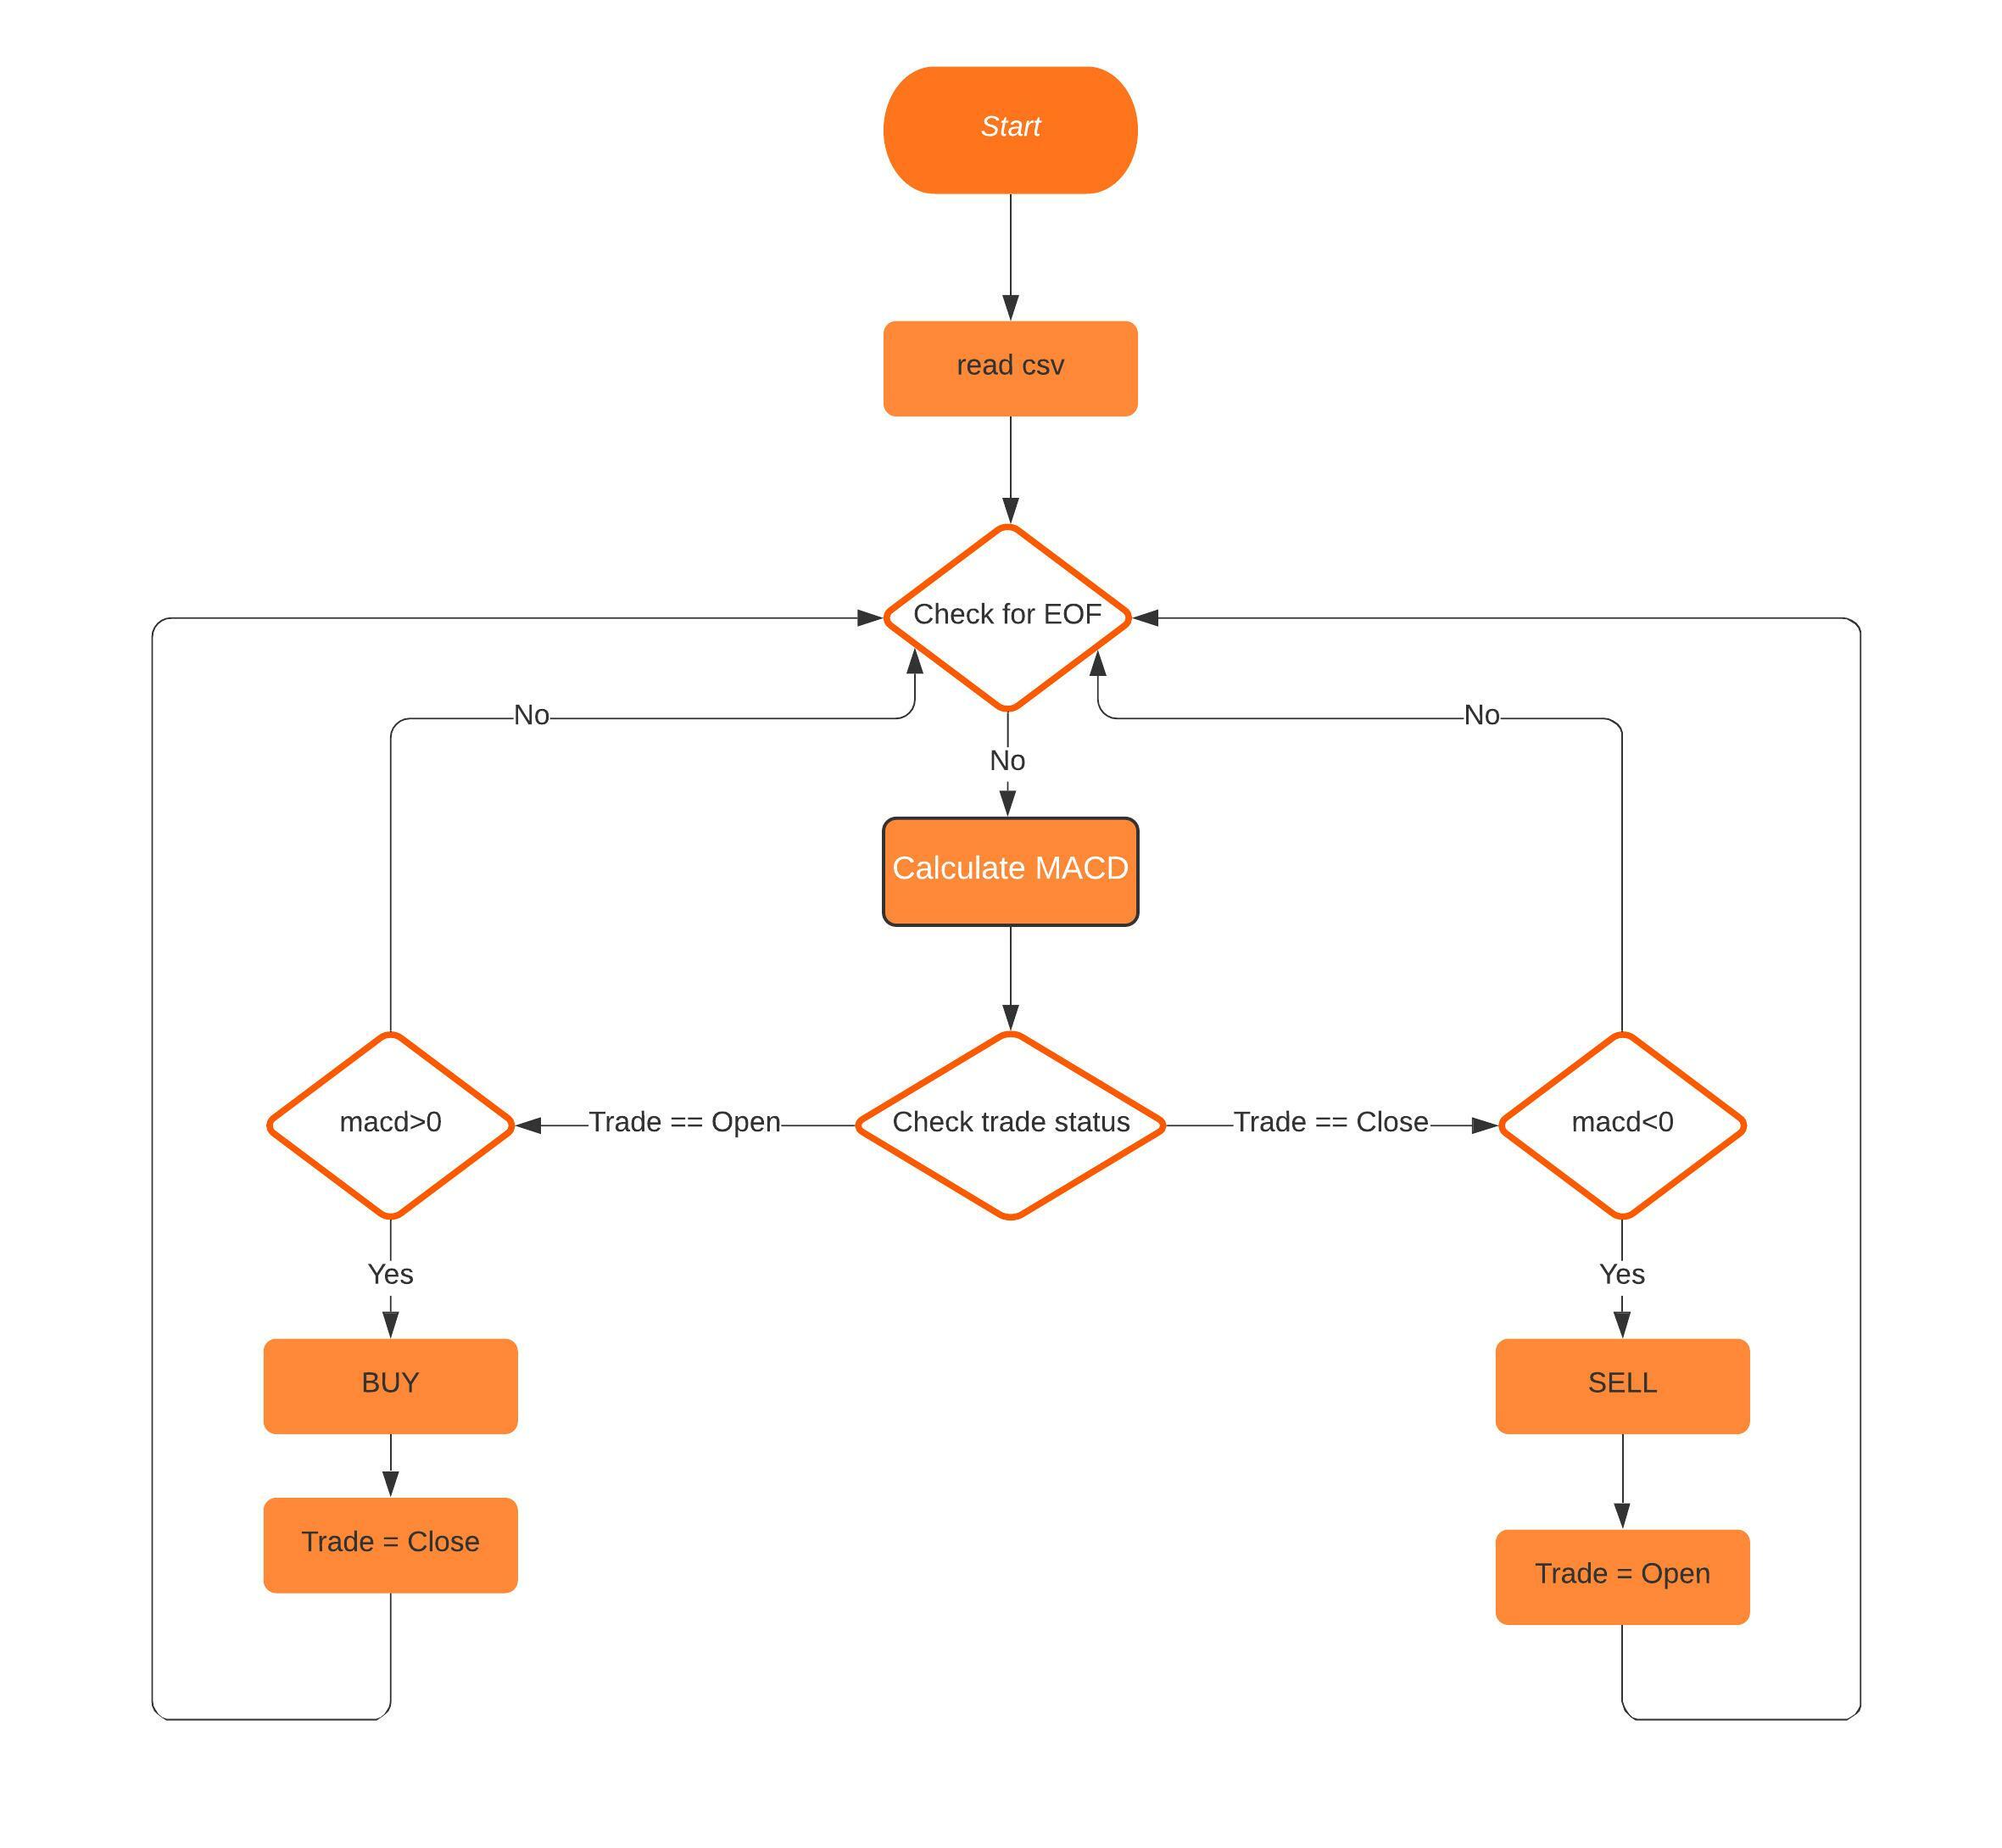 Start
read csv
Check for EOF
No
No
No
Calculate MACD
macd>0
Trade == Open
Check trade status
Trade == Close
macd<0
Yes
Yes
BUY
SELL
Trade = Close
Trade = Open